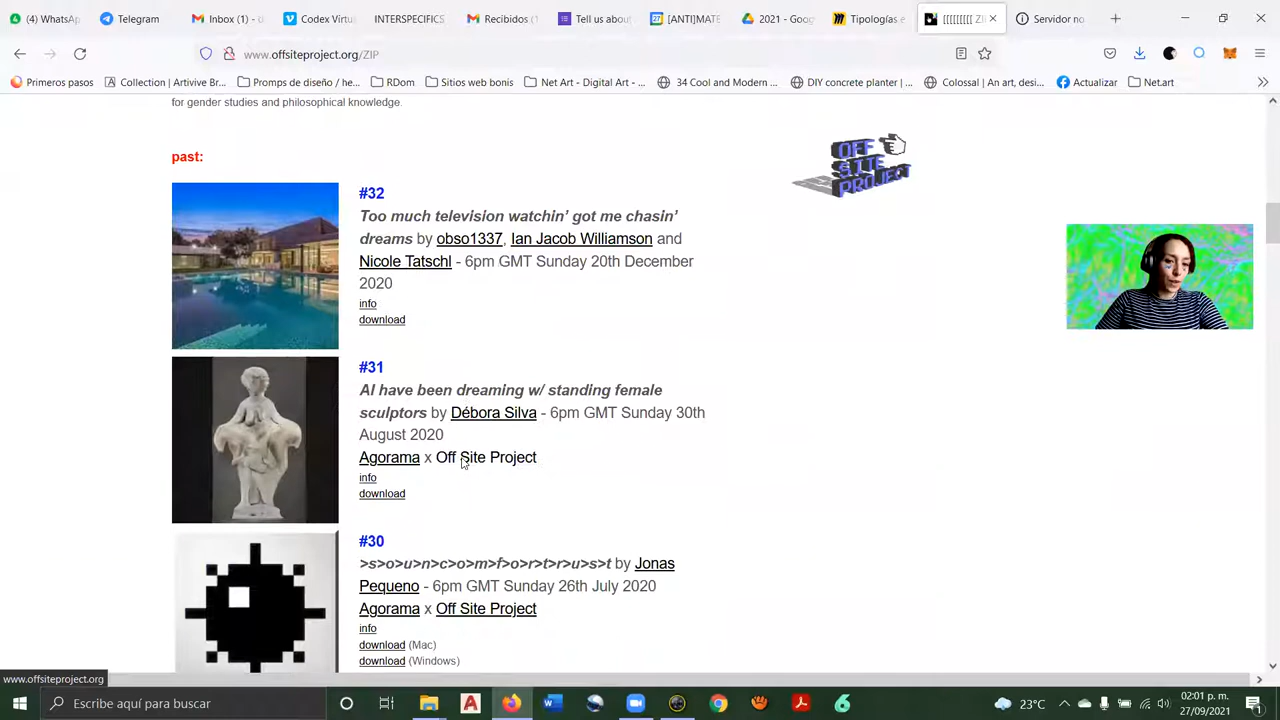 (4) WhatsA
Telegram
Inbox (1) - d
Codex Virtu
INTERSPECIFICS
Recibidos (1
Tell us abou
[ANTI]MATE
2021 - Goog
Tipologías e
[[[[[[[[[ ZI
Servidor no
www.offsiteproject.org/ZIP
Primeros pasos
Collection | Artivive Br...
Promps de diseño / he...
RDom
Sitios web bonis
Net Art - Digital Art - ...
34 Cool and Modern ...
DIY concrete planter |...
Colossal | An art, desi...
Actualizar
Net.art
for gender studies and philosophical knowledge.
past:
OFF
SITE
PROJECT
#32
Too much television watchin’ got me chasin’
dreams by obso1337, Ian Jacob Williamson and
Nicole Tatschl - 6pm GMT Sunday 20th December
2020
info
download
#31
AI have been dreaming w/ standing female
sculptors by Débora Silva - 6pm GMT Sunday 30th
August 2020
Agorama x Off Site Project
info
download
#30
>s>o>u>n>c>o>m>f>o>r>t>r>u>s>t by Jonas
Pequeno - 6pm GMT Sunday 26th July 2020
Agorama x Off Site Project
info
download (Mac)
download (Windows)
www.offsiteproject.org
Escribe aquí para buscar
23°C
02:01 p. m.
27/09/2021